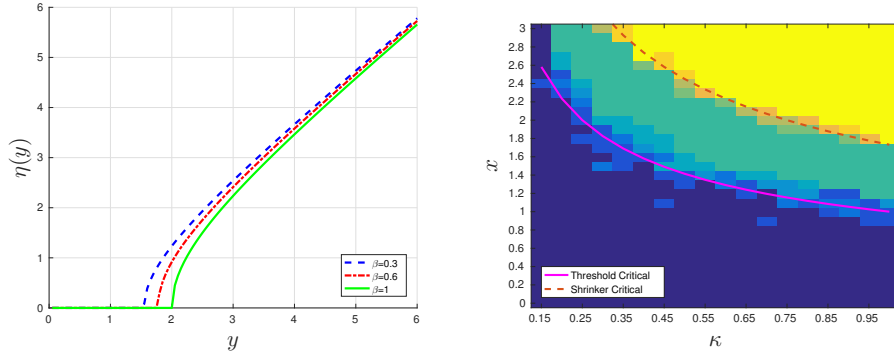 6
5
4
3
2
1
0
η(y)
0 1 2 3 4 5 6
y
β=0.3
β=0.6
β=1
3
2.8
2.6
2.4
2.2
2
1.8
1.6
1.4
1.2
1
0.8
0.6
0.4
0.2
0
x
0.15 0.25 0.35 0.45 0.55 0.65 0.75 0.85 0.95
κ
Threshold Critical
Shrinker Critical